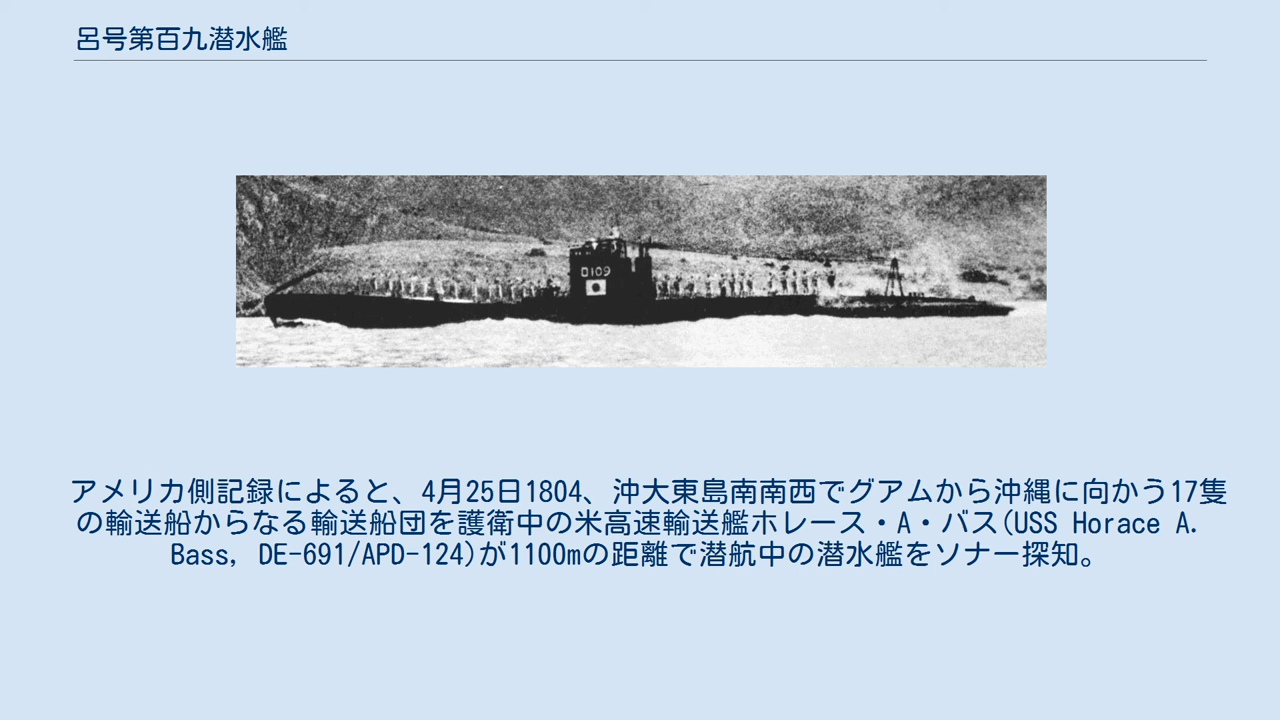 呂号第百九潜水艦
ロ109
アメリカ側記録によると、4月25日1804、沖大東島南南西でグアムから沖縄に向かう17隻
の輸送船からなる輸送船団を護衛中の米高速輸送艦ホレース・A・バス(USS Horace A.
Bass, DE-691/APD-124)が1100mの距離で潜航中の潜水艦をソナー探知。